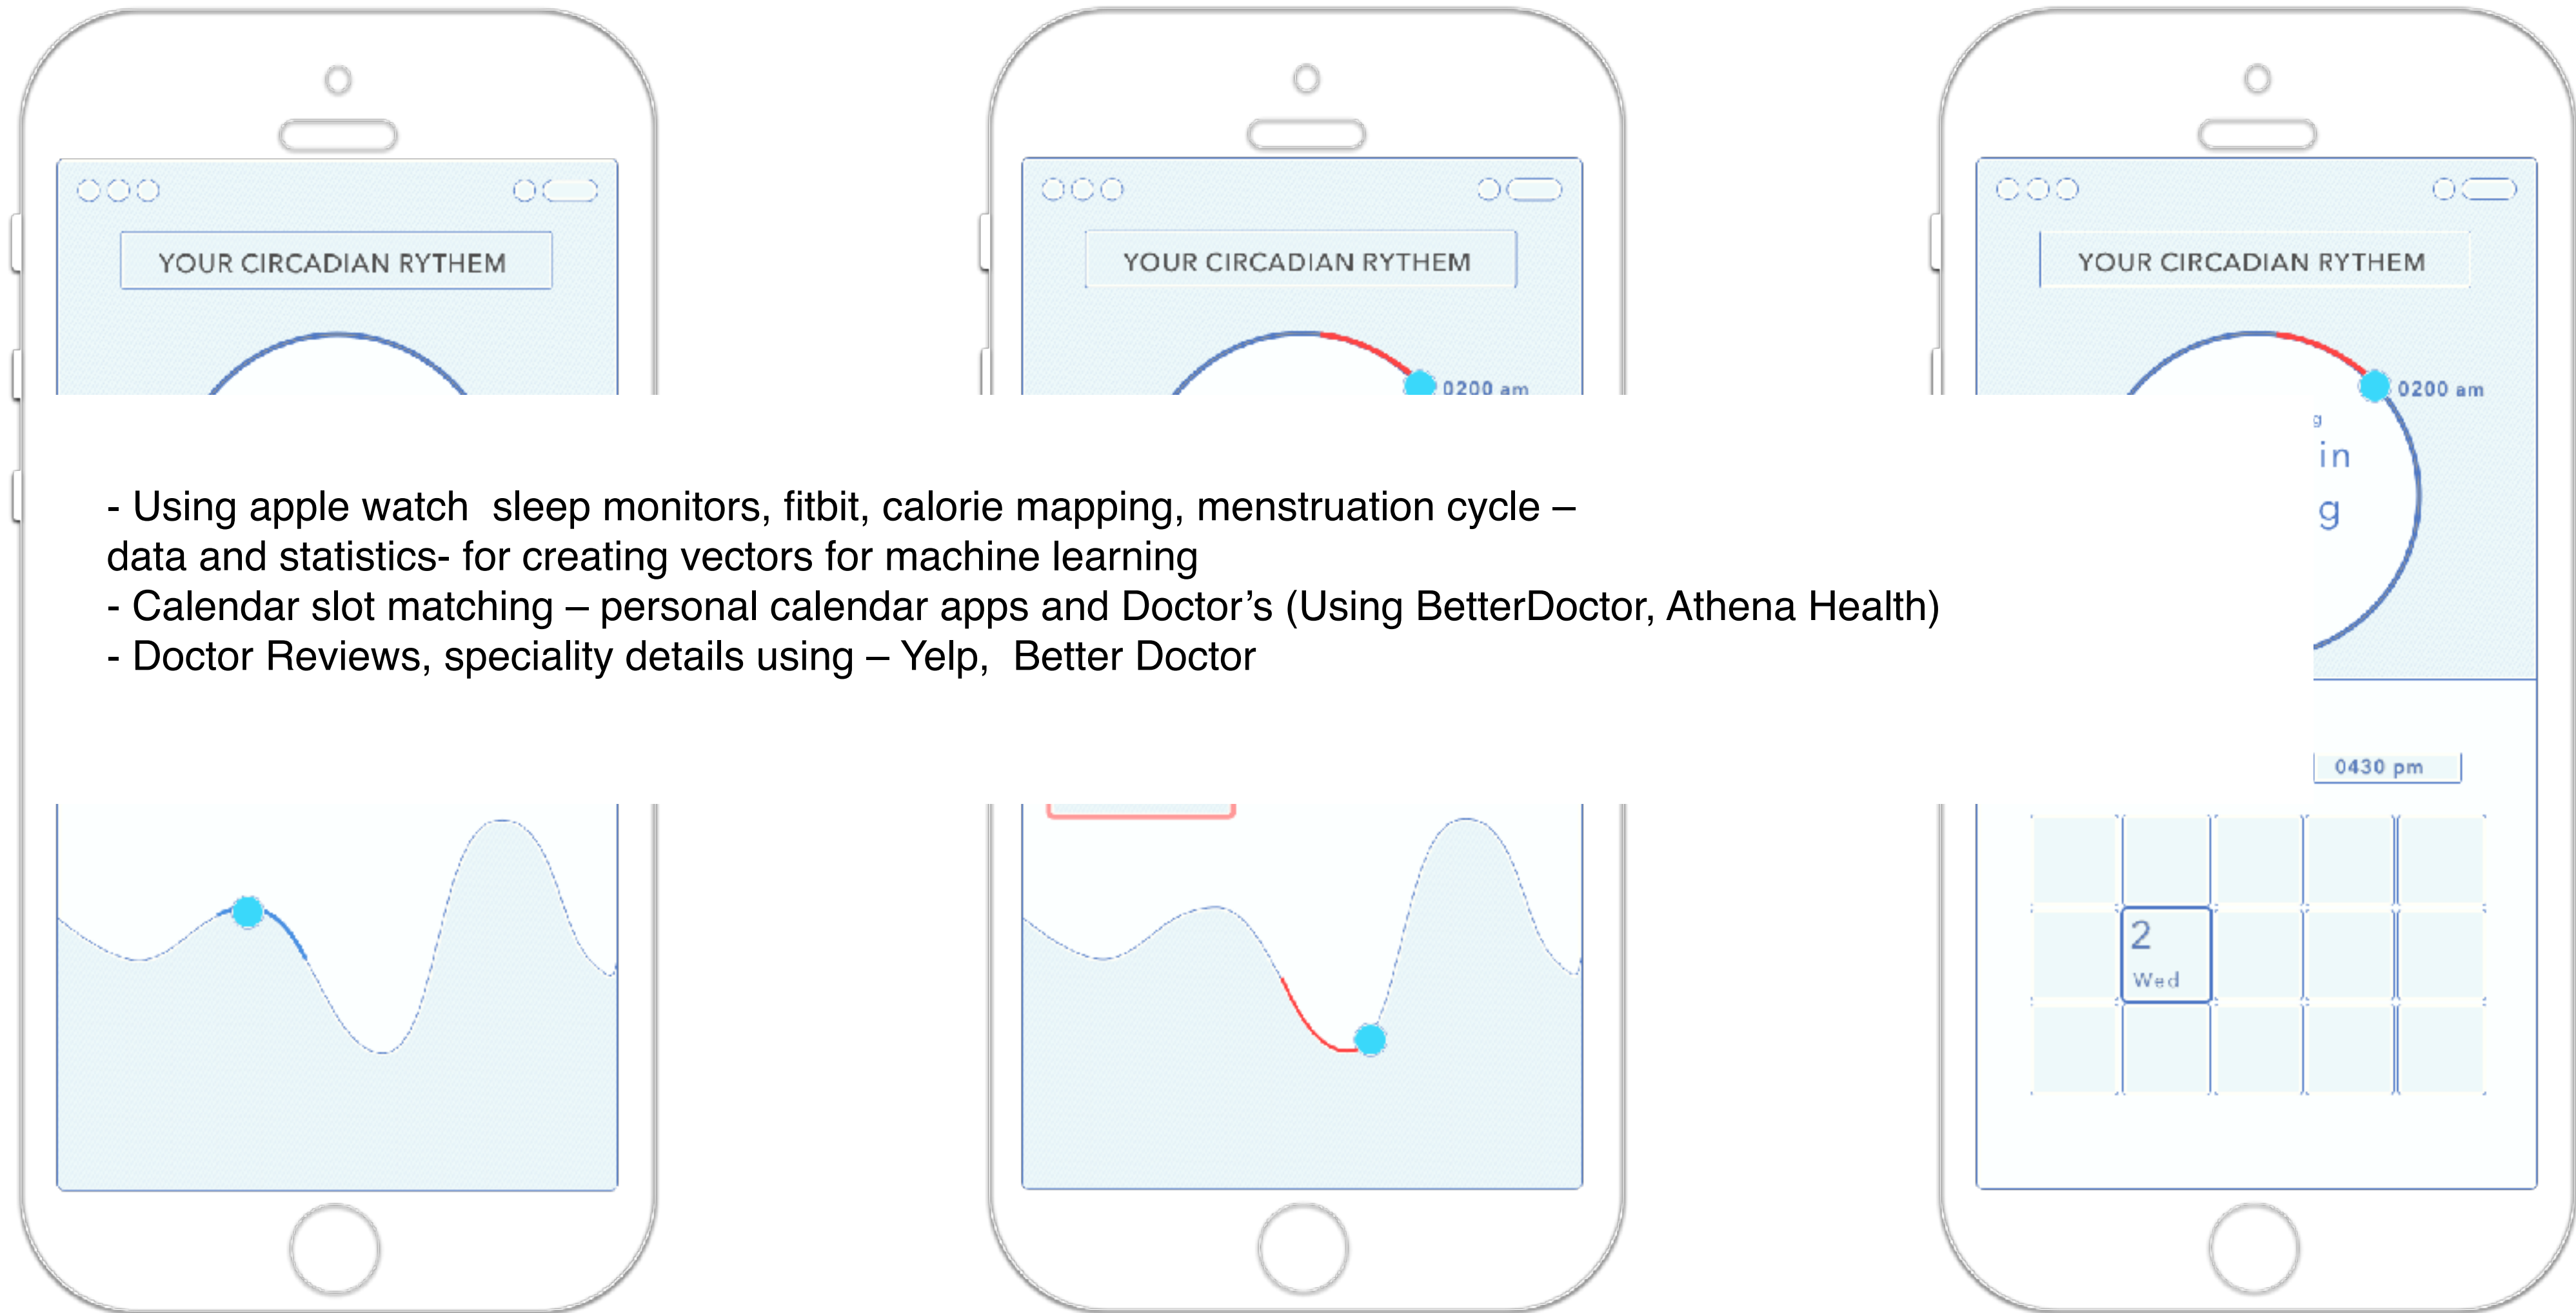 YOUR CIRCADIAN RYTHEM
YOUR CIRCADIAN RYTHEM
YOUR CIRCADIAN RYTHEM
0200 am
0200 am
g
in
g
- Using apple watch  sleep monitors, fitbit, calorie mapping, menstruation cycle –
data and statistics- for creating vectors for machine learning
- Calendar slot matching – personal calendar apps and Doctor’s (Using BetterDoctor, Athena Health)
- Doctor Reviews, speciality details using – Yelp,  Better Doctor
0430 pm
2
Wed